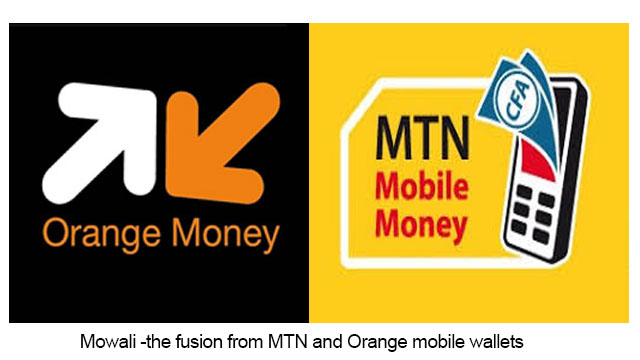 Orange Money
CFA
MTN
Mobile
Money
Mowali -the fusion from MTN and Orange mobile wallets